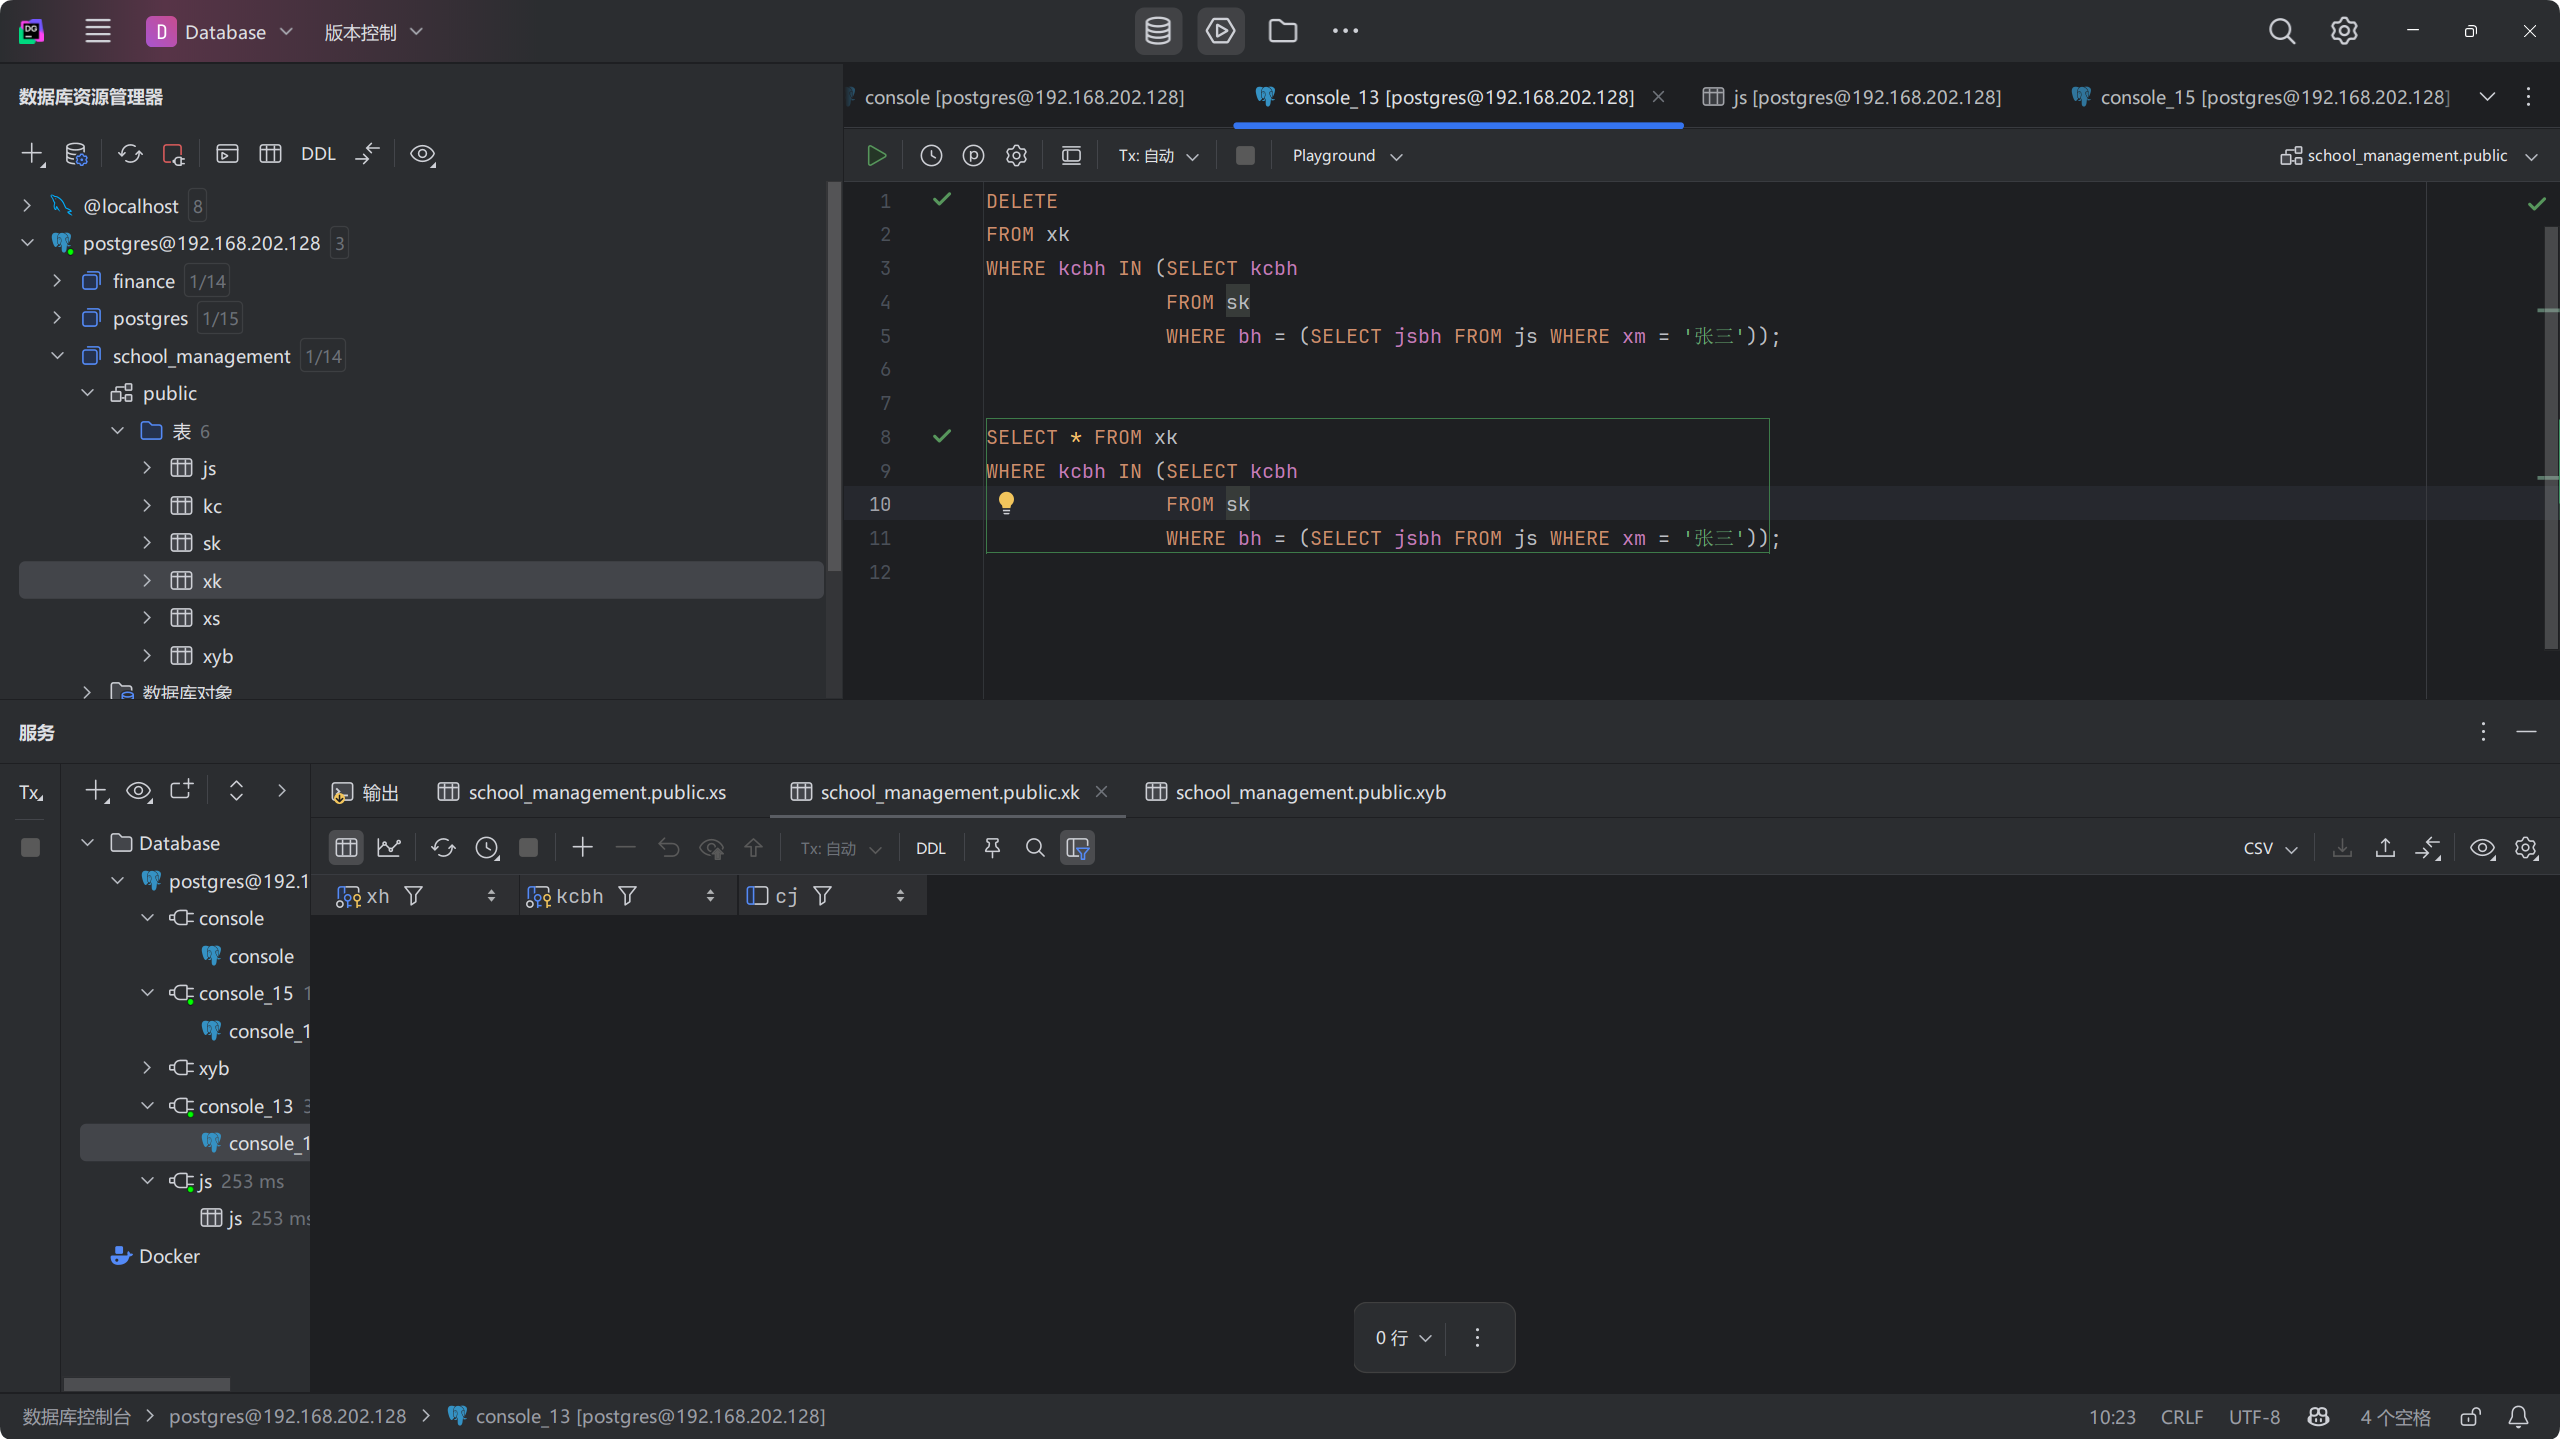 D Database 版本控制
数据库资源管理器
DDL
@localhost 8
postgres@192.168.202.128 3
finance 1/14
postgres 1/15
school_management 1/14
public
表 6
js
kc
sk
xk
xs
xyb
数据库对象
console [postgres@192.168.202.128]
console_13 [postgres@192.168.202.128]
js [postgres@192.168.202.128]
console_15 [postgres@192.168.202.128]
Tx: 自动 Playground school_management.public
1 DELETE
2 FROM xk
3 WHERE kcbh IN (SELECT kcbh
4 FROM sk
5 WHERE bh = (SELECT jsbh FROM js WHERE xm = '张三'));
6
7
8 SELECT * FROM xk
9 WHERE kcbh IN (SELECT kcbh
10 FROM sk
11 WHERE bh = (SELECT jsbh FROM js WHERE xm = '张三'));
12
服务
Tx
Database
postgres@192.1
console
console
console_15 1
console_1
xyb
console_13 3
console_1
js 253 ms
js 253 ms
Docker
输出 school_management.public.xs school_management.public.xk school_management.public.xyb
Tx: 自动 DDL CSV
xh kcbh cj
0 行
数据库控制台 postgres@192.168.202.128 console_13 [postgres@192.168.202.128]
10:23 CRLF UTF-8 4 个空格